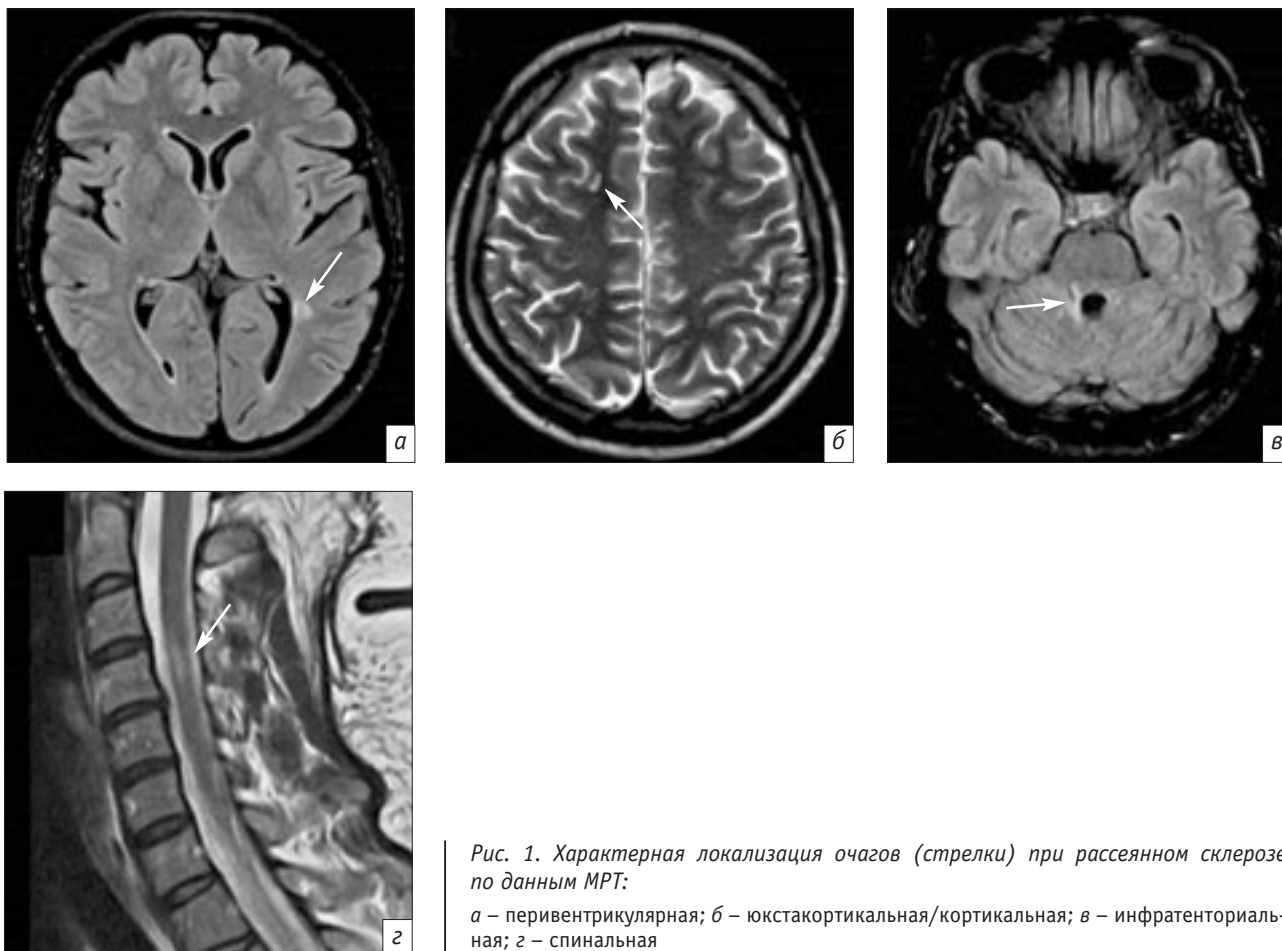 а
б
в
г
Рис. 1. Характерная локализация очагов (стрелки) при рассеянном склерозе
по данным МРТ:
а – перивентрикулярная; б – юкстакортикальная/кортикальная; в – инфратенториаль-
ная; г – спинальная